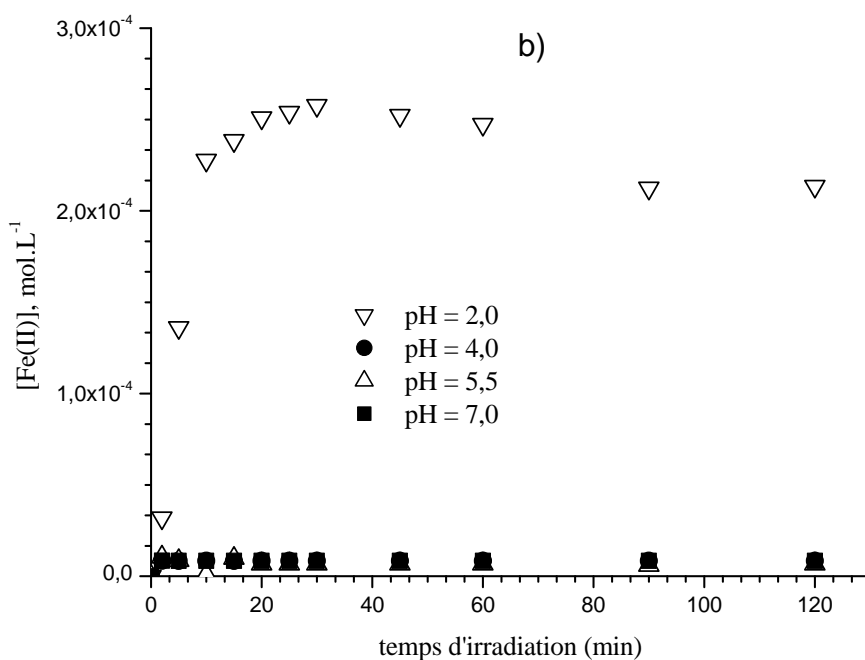 b)
3,0x10⁻⁴
2,0x10⁻⁴
1,0x10⁻⁴
0,0
[Fe(II)], mol.L⁻¹
pH = 2,0
pH = 4,0
pH = 5,5
pH = 7,0
0 20 40 60 80 100 120
temps d'irradiation (min)